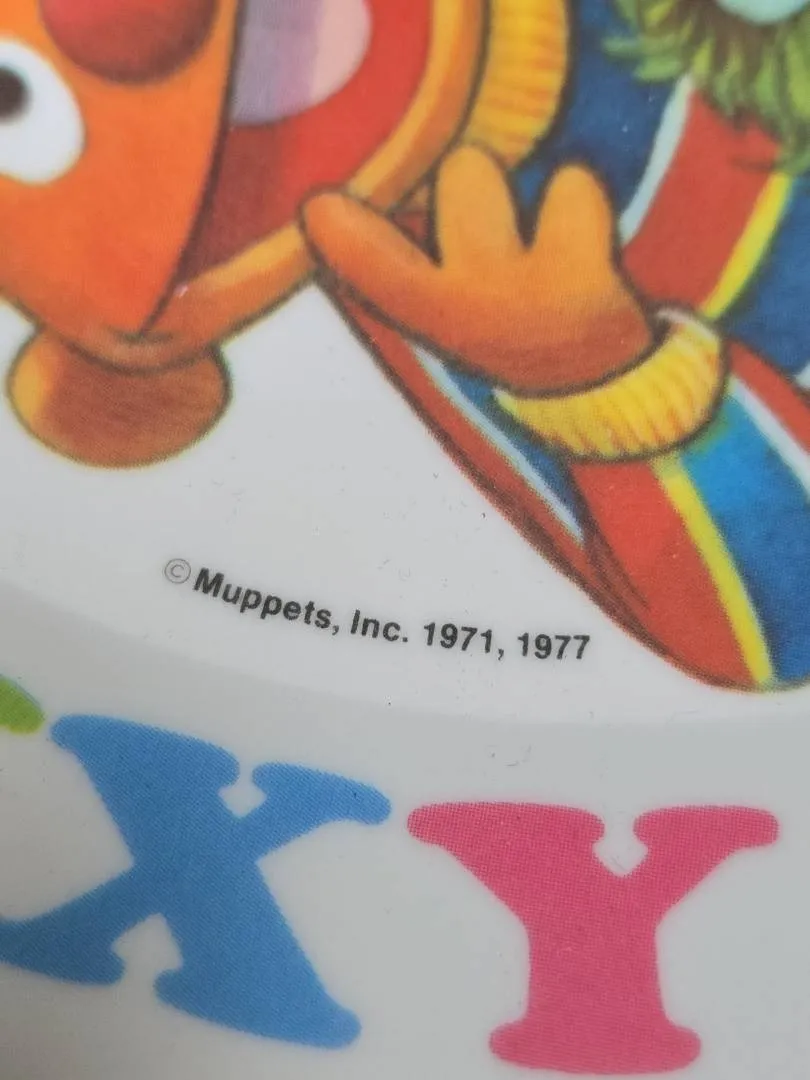 © Muppets, Inc. 1971, 1977
X Y